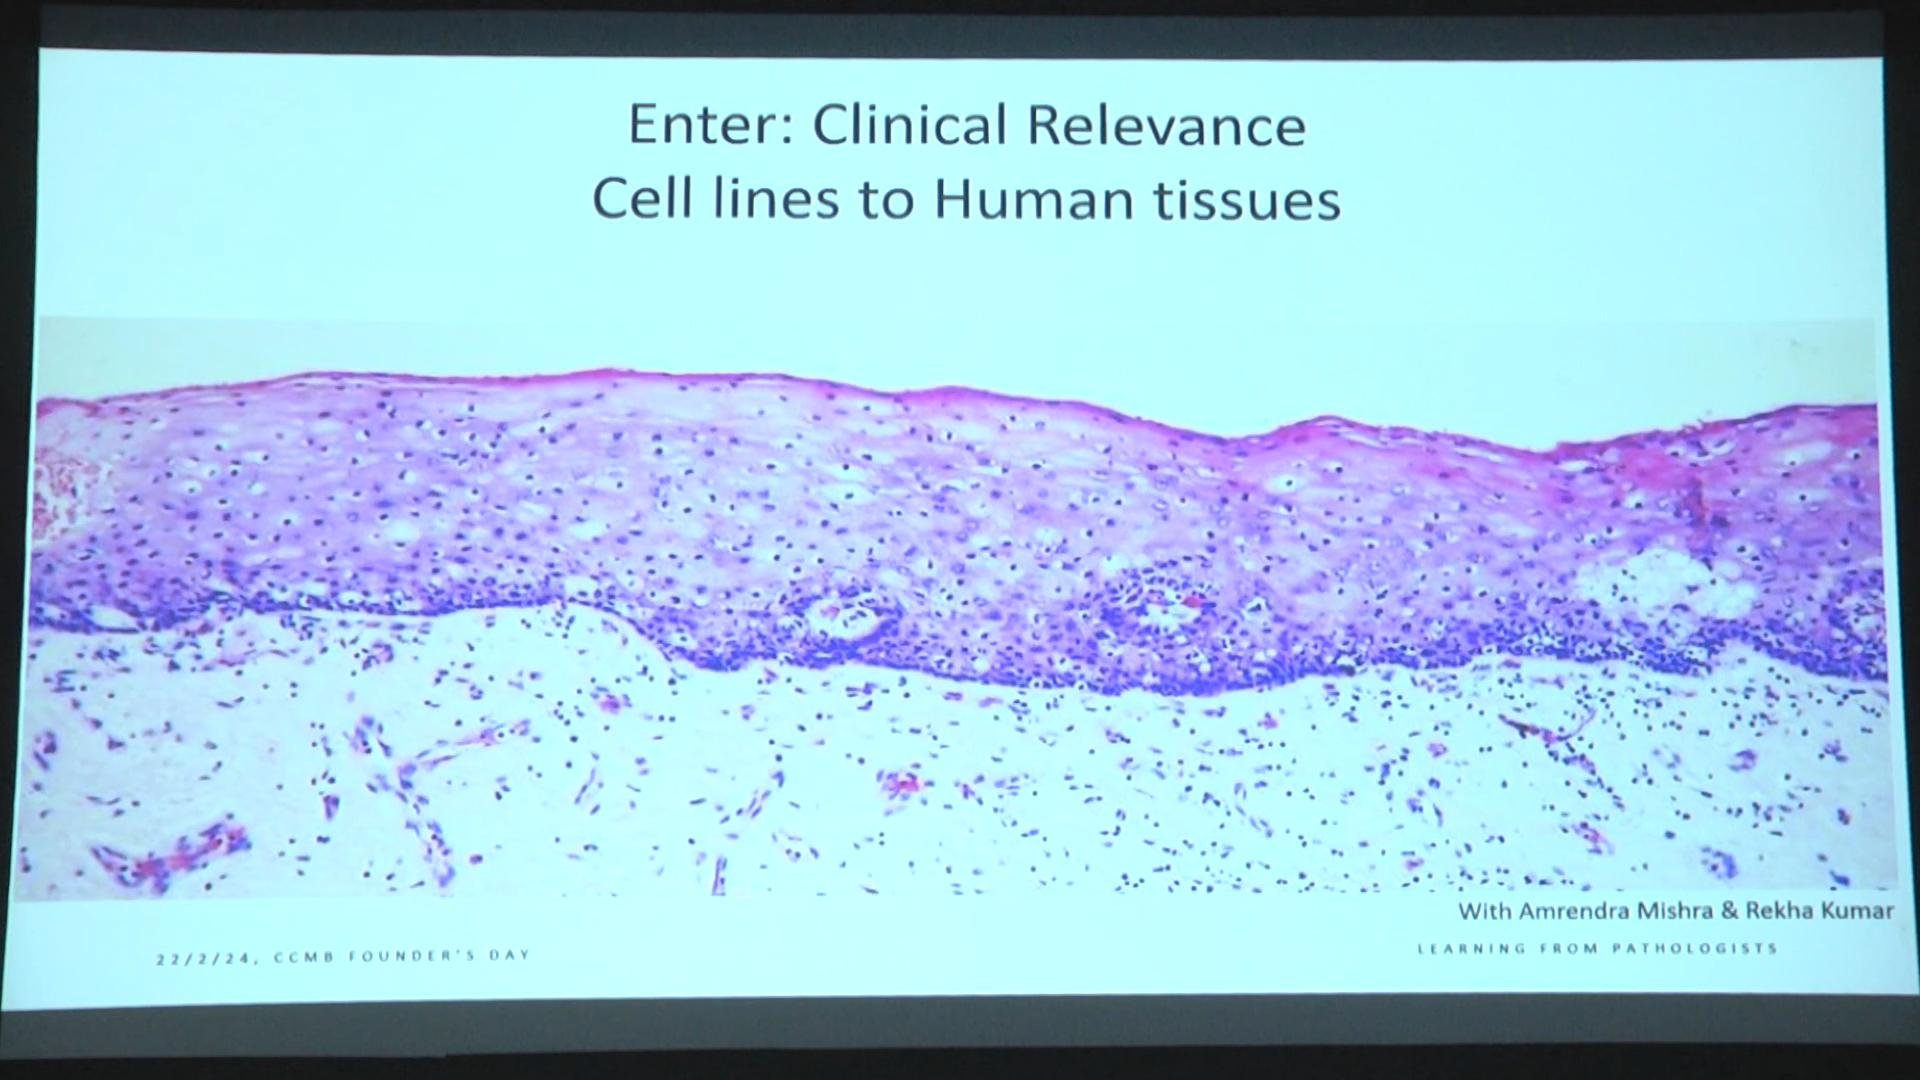 Enter: Clinical Relevance
Cell lines to Human tissues
With Amrendra Mishra & Rekha Kumar
22/2/24, CCMB FOUNDER'S DAY
LEARNING FROM PATHOLOGISTS